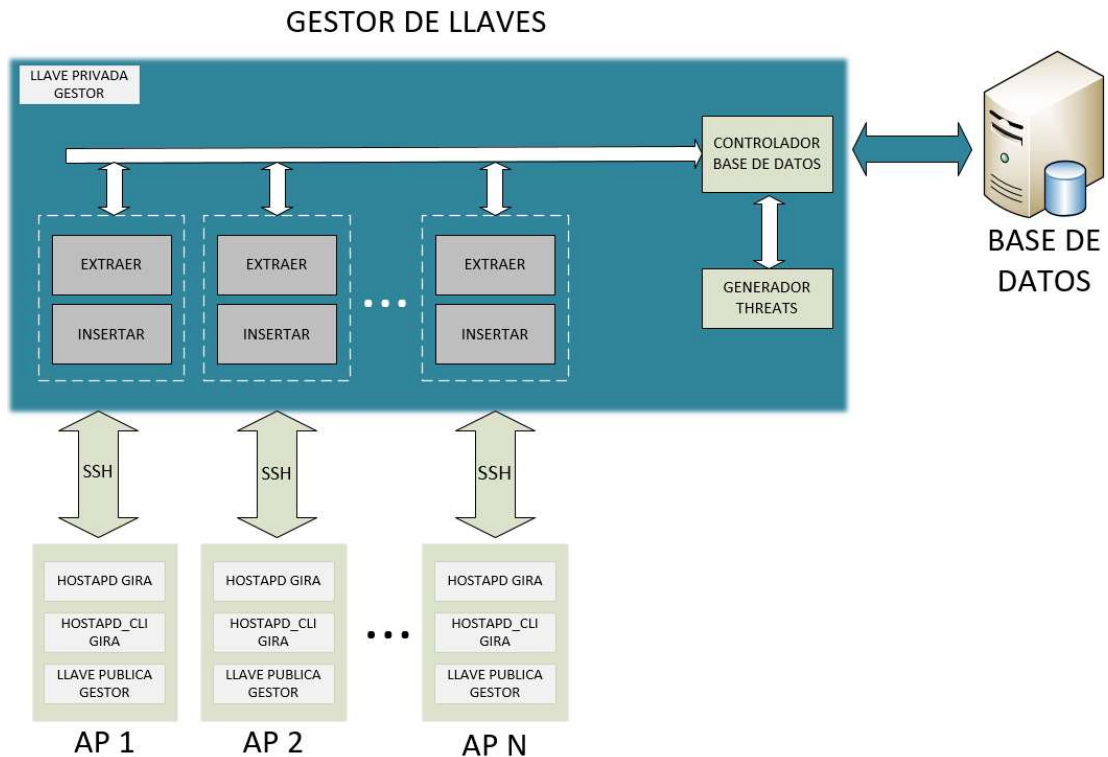 GESTOR DE LLAVES
LLAVE PRIVADA
GESTOR
CONTROLADOR
BASE DE DATOS
EXTRAER
EXTRAER
EXTRAER
INSERTAR
INSERTAR
INSERTAR
GENERADOR
THREATS
BASE DE
DATOS
SSH
SSH
SSH
HOSTAPD GIRA
HOSTAPD_CLI
GIRA
LLAVE PUBLICA
GESTOR
AP 1
HOSTAPD GIRA
HOSTAPD_CLI
GIRA
LLAVE PUBLICA
GESTOR
AP 2
HOSTAPD GIRA
HOSTAPD_CLI
GIRA
LLAVE PUBLICA
GESTOR
AP N